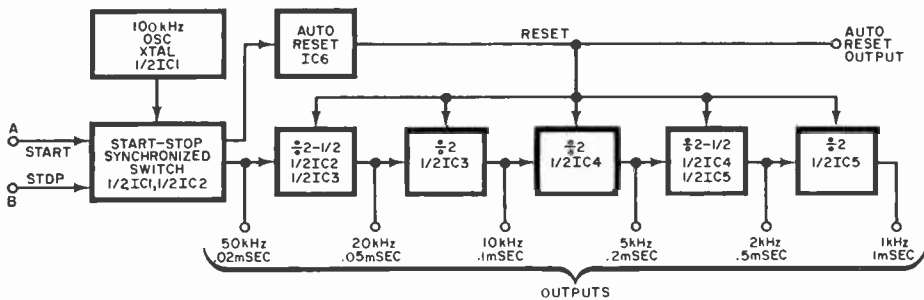 100kHz
OSC
XTAL
1/2IC1
AUTO
RESET
IC6
RESET
AUTO
RESET
OUTPUT
A
START
B
STOP
START-STOP
SYNCHRONIZED
SWITCH
1/2IC1,1/2IC2
÷2-1/2
1/2IC2
1/2IC3
÷2
1/2IC3
÷2
1/2IC4
÷2-1/2
1/2IC4
1/2IC5
÷2
1/2IC5
50kHz
.02mSEC
20kHz
.05mSEC
10kHz
.1mSEC
5kHz
.2mSEC
2kHz
.5mSEC
1kHz
1mSEC
OUTPUTS